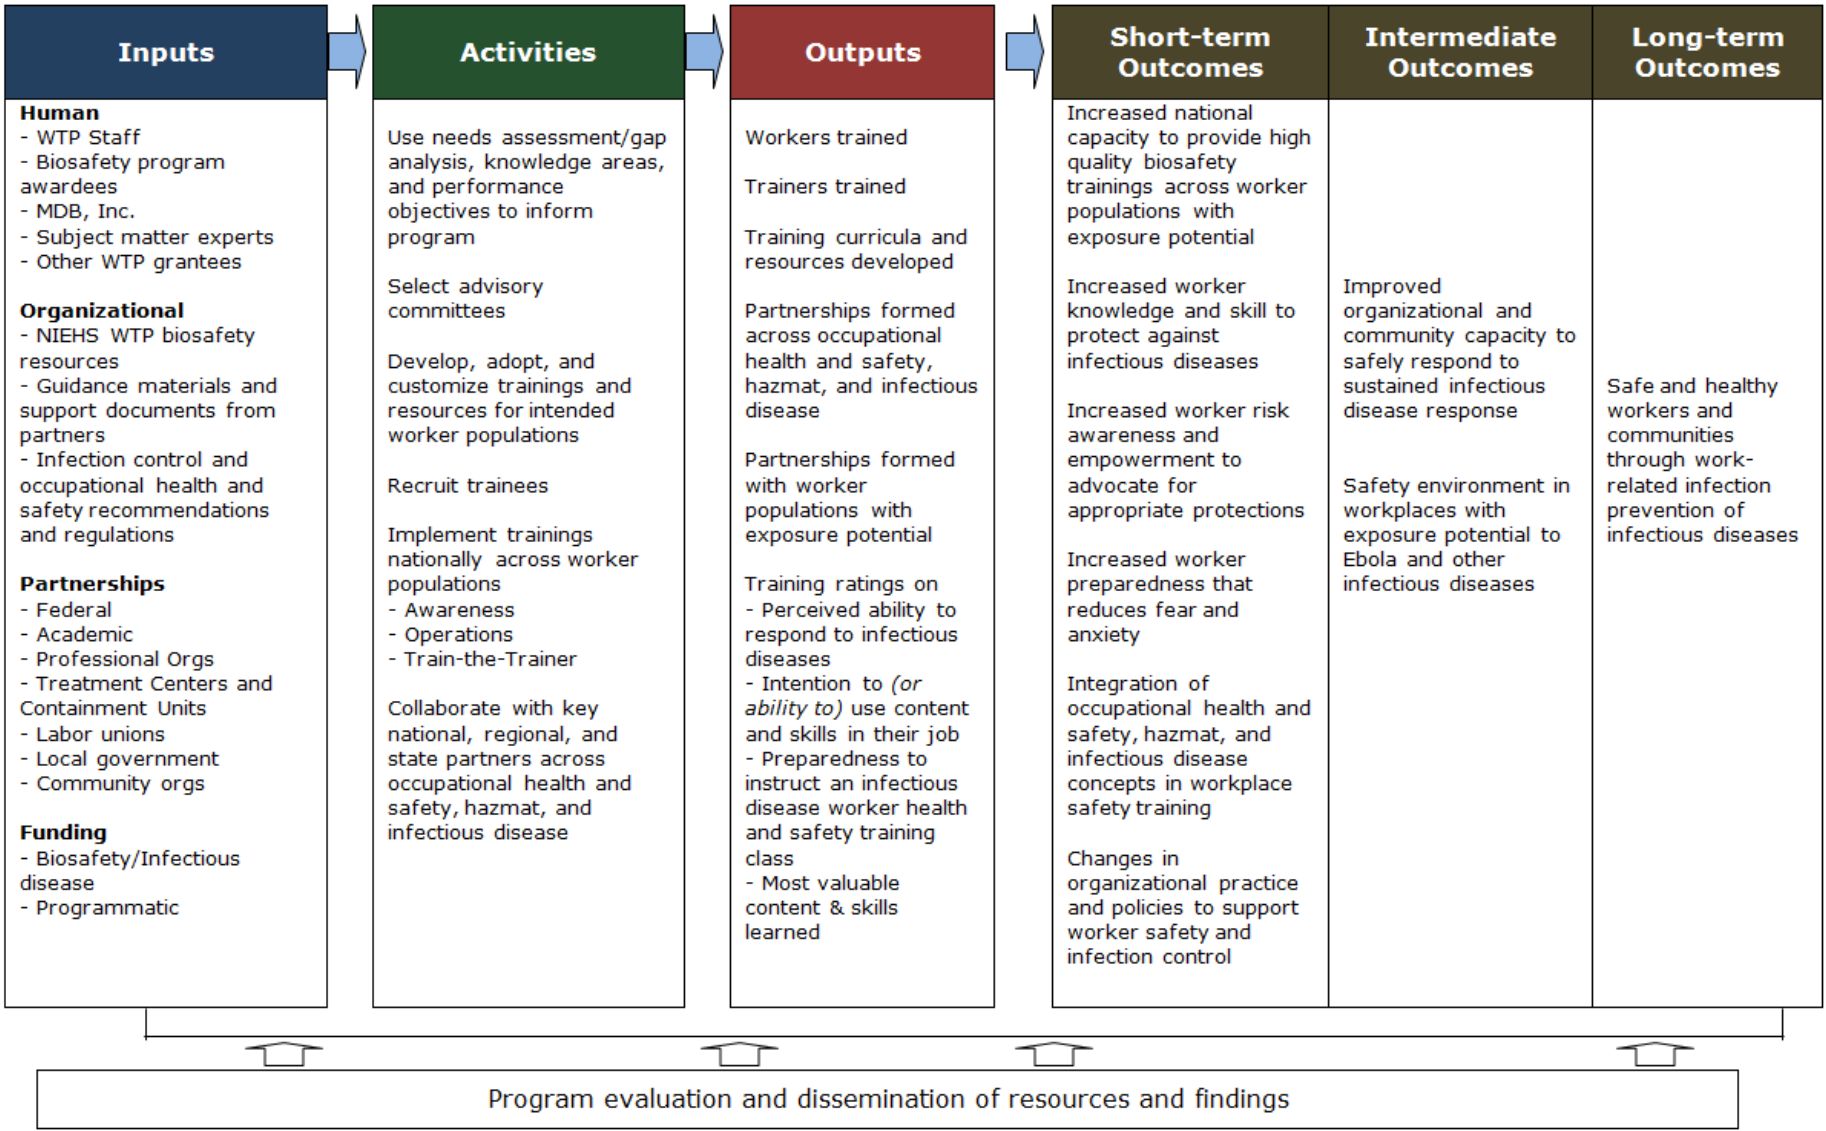 Inputs
Human
- WTP Staff
- Biosafety program
awardees
- MDB, Inc.
- Subject matter experts
- Other WTP grantees
Organizational
- NIEHS WTP biosafety
resources
- Guidance materials and
support documents from
partners
- Infection control and
occupational health and
safety recommendations
and regulations
Partnerships
- Federal
- Academic
- Professional Orgs
- Treatment Centers and
Containment Units
- Labor unions
- Local government
- Community orgs
Funding
- Biosafety/Infectious
disease
- Programmatic
Activities
Use needs assessment/gap
analysis, knowledge areas,
and performance
objectives to inform
program
Select advisory
committees
Develop, adopt, and
customize trainings and
resources for intended
worker populations
Recruit trainees
Implement trainings
nationally across worker
populations
- Awareness
- Operations
- Train-the-Trainer
Collaborate with key
national, regional, and
state partners across
occupational health and
safety, hazmat, and
infectious disease
Outputs
Workers trained
Trainers trained
Training curricula and
resources developed
Partnerships formed
across occupational
health and safety,
hazmat, and infectious
disease
Partnerships formed
with worker
populations with
exposure potential
Training ratings on
- Perceived ability to
respond to infectious
diseases
- Intention to (or
ability to) use content
and skills in their job
- Preparedness to
instruct an infectious
disease worker health
and safety training
class
- Most valuable
content & skills
learned
Short-term
Outcomes
Increased national
capacity to provide high
quality biosafety
trainings across worker
populations with
exposure potential
Increased worker
knowledge and skill to
protect against
infectious diseases
Increased worker risk
awareness and
empowerment to
advocate for
appropriate protections
Increased worker
preparedness that
reduces fear and
anxiety
Integration of
occupational health and
safety, hazmat, and
infectious disease
concepts in workplace
safety training
Changes in
organizational practice
and policies to support
worker safety and
infection control
Intermediate
Outcomes
Improved
organizational and
community capacity to
safely respond to
sustained infectious
disease response
Safety environment in
workplaces with
exposure potential to
Ebola and other
infectious diseases
Long-term
Outcomes
Safe and healthy
workers and
communities
through work-
related infection
prevention of
infectious diseases
Program evaluation and dissemination of resources and findings